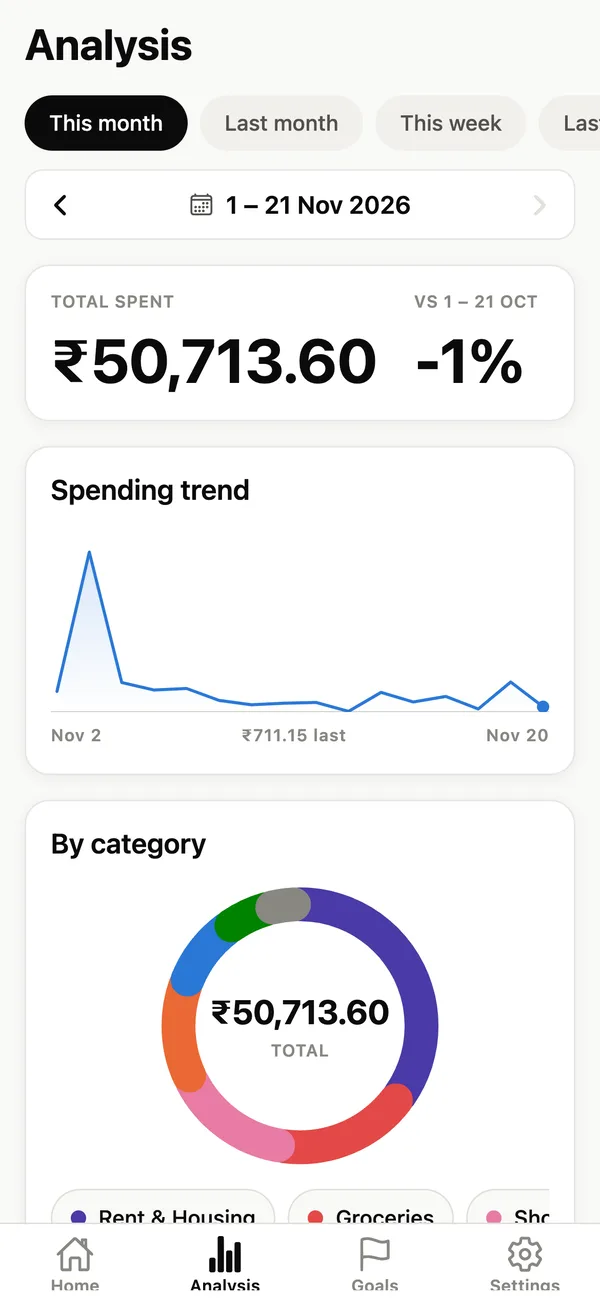 Analysis
This month
Last month
This week
Las
1 – 21 Nov 2026
TOTAL SPENT
VS 1 – 21 OCT
₹50,713.60
-1%
Spending trend
Nov 2
₹711.15 last
Nov 20
By category
₹50,713.60
TOTAL
Rent & Housing
Groceries
Sho
Home
Analysis
Goals
Settings